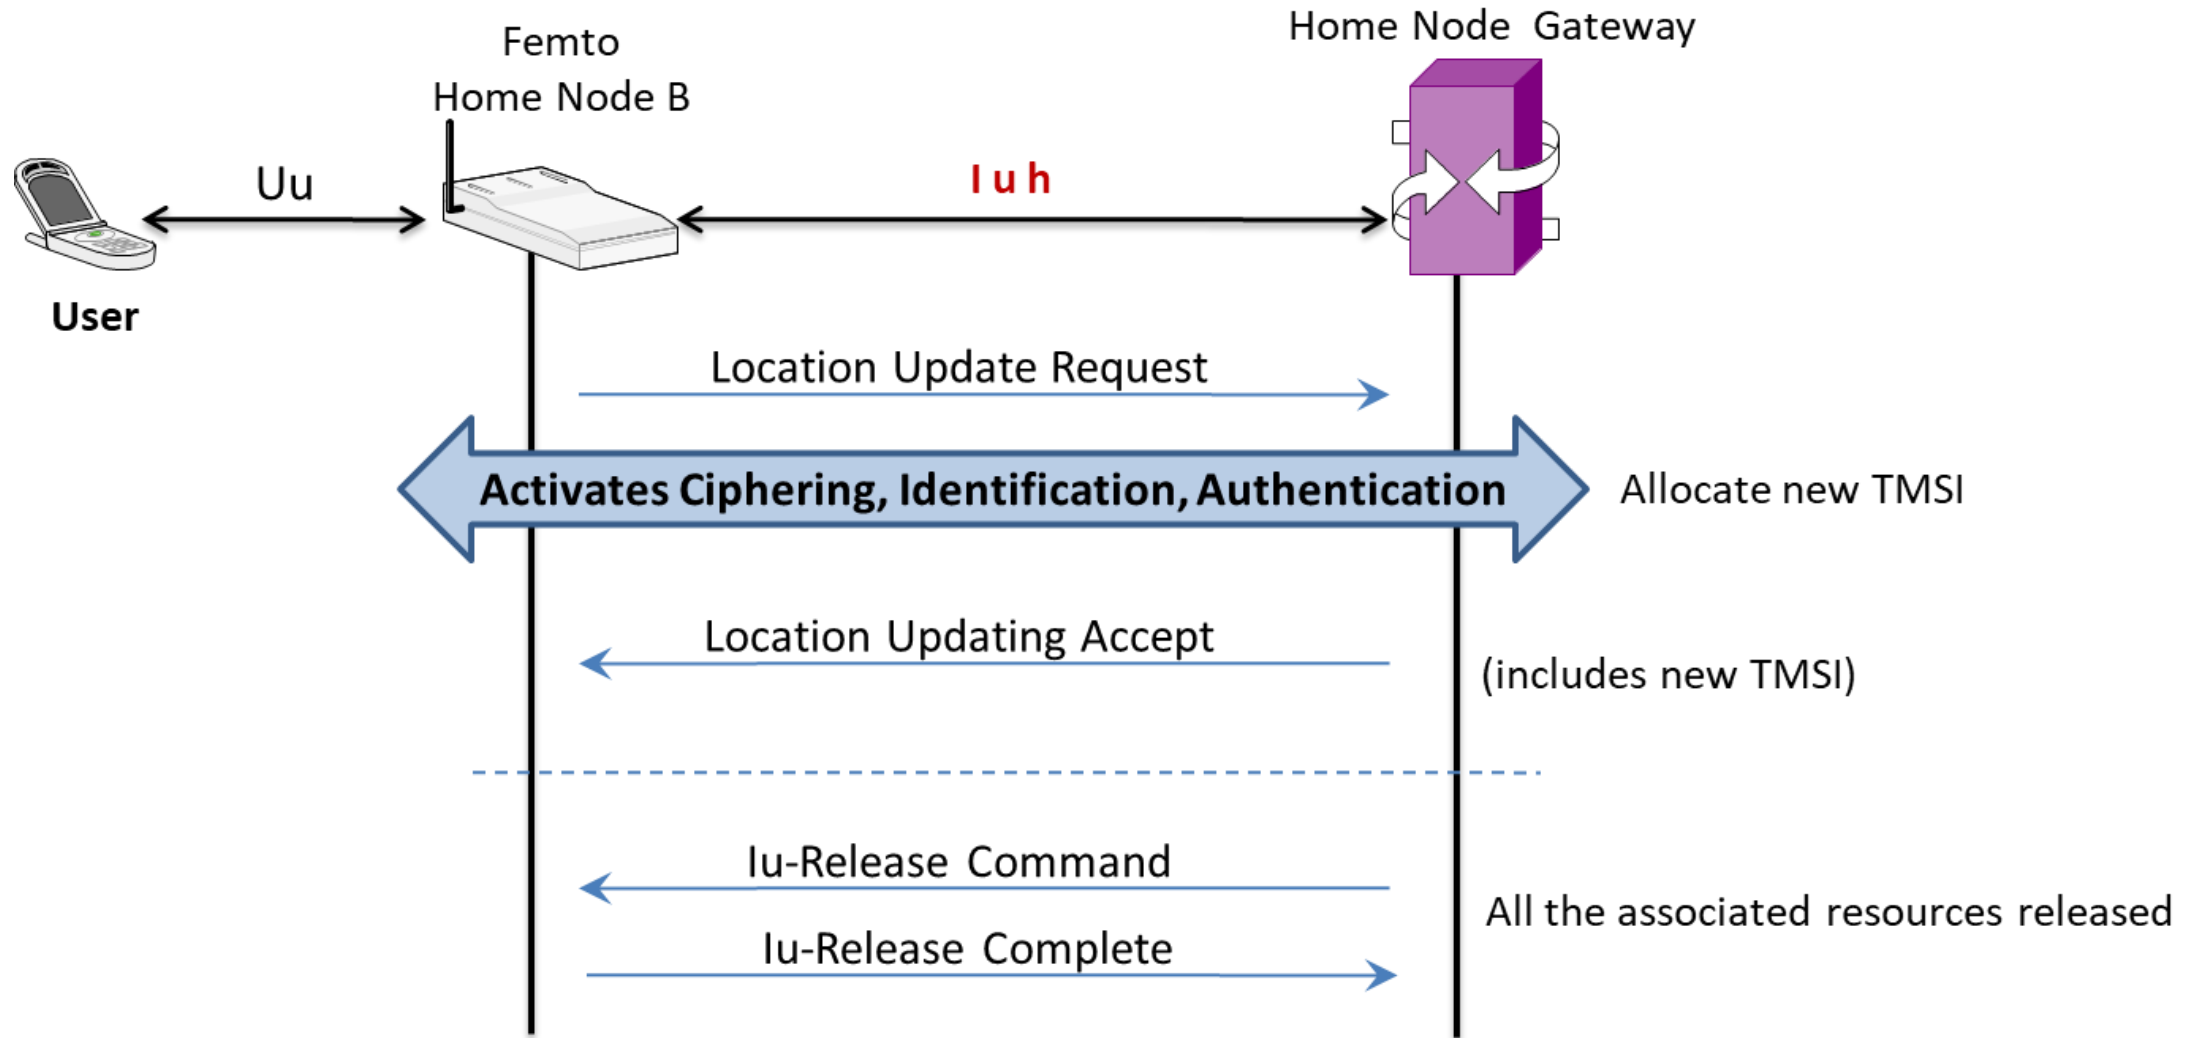 Femto
Home Node B
Home Node Gateway
Uu
I u h
User
Location Update Request
Activates Ciphering, Identification, Authentication
Allocate new TMSI
Location Updating Accept
(includes new TMSI)
Iu-Release Command
All the associated resources released
Iu-Release Complete